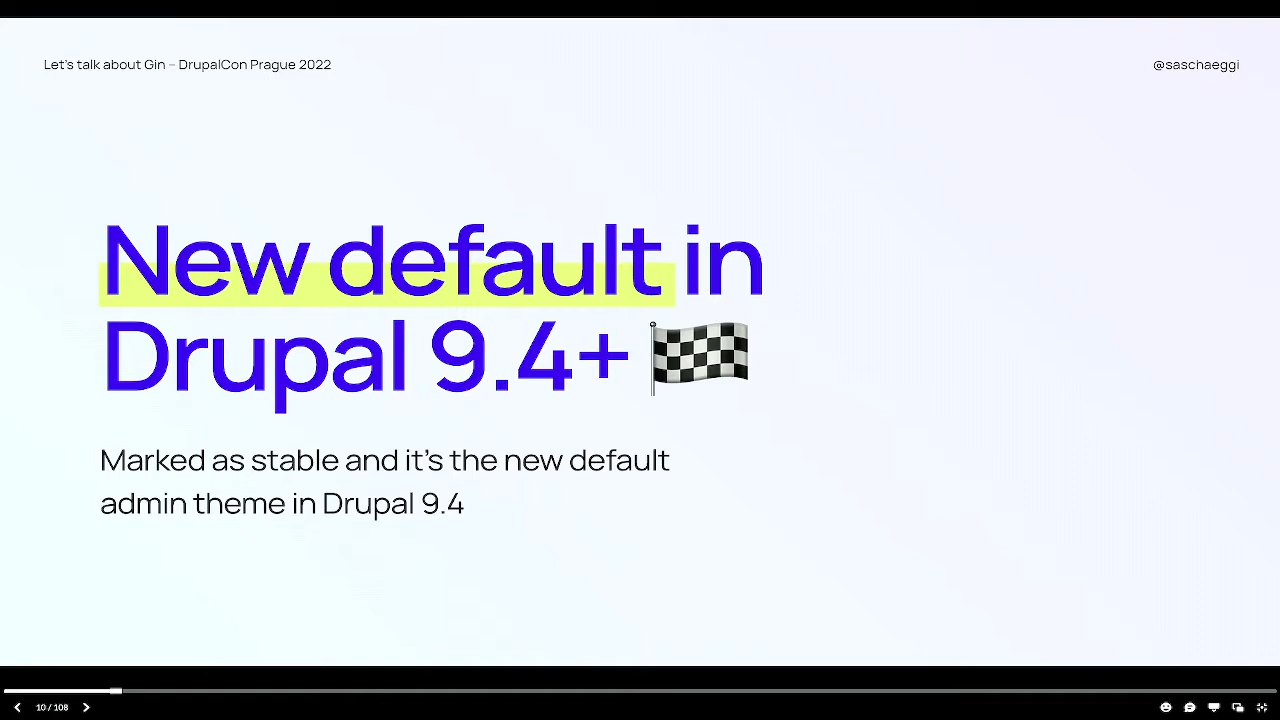 Let's talk about Gin – DrupalCon Prague 2022
@saschaeggi
New default in
Drupal 9.4+
Marked as stable and it's the new default
admin theme in Drupal 9.4
10 / 108